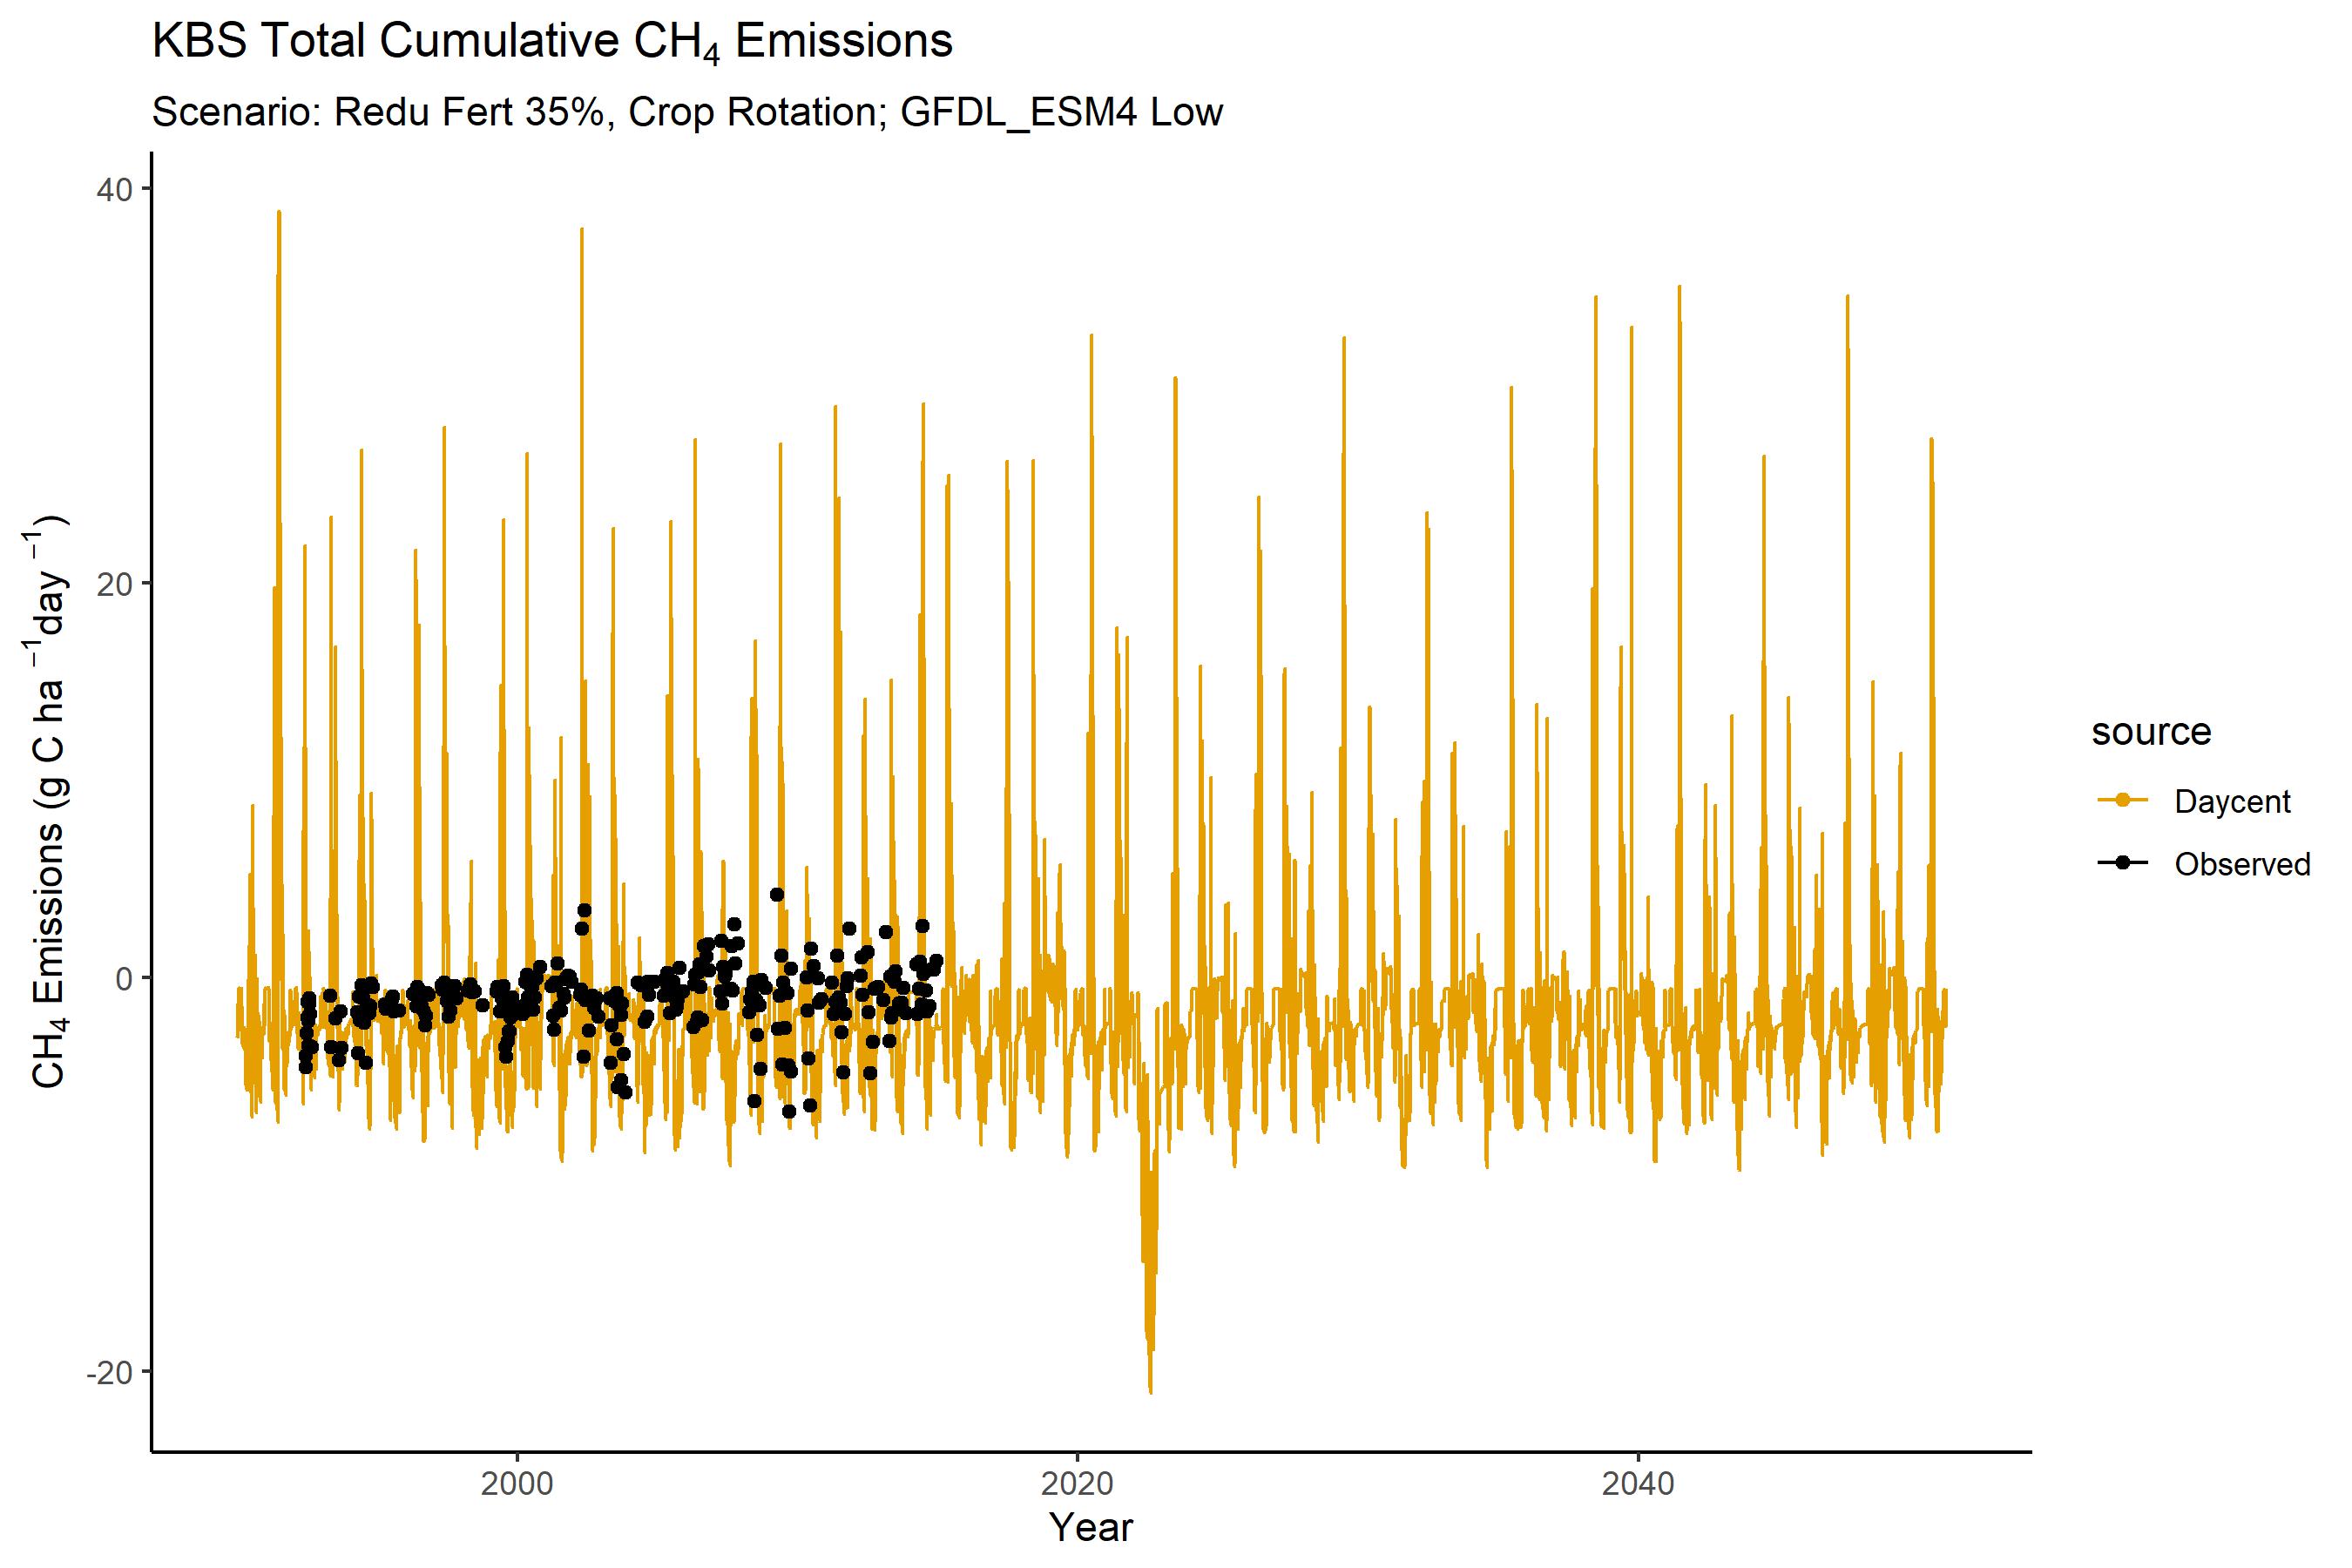 KBS Total Cumulative CH₄ Emissions
Scenario: Redu Fert 35%, Crop Rotation; GFDL_ESM4 Low
CH₄ Emissions (g C ha ⁻¹day ⁻¹)
40
20
0
-20
2000
2020
2040
Year
source
Daycent
Observed